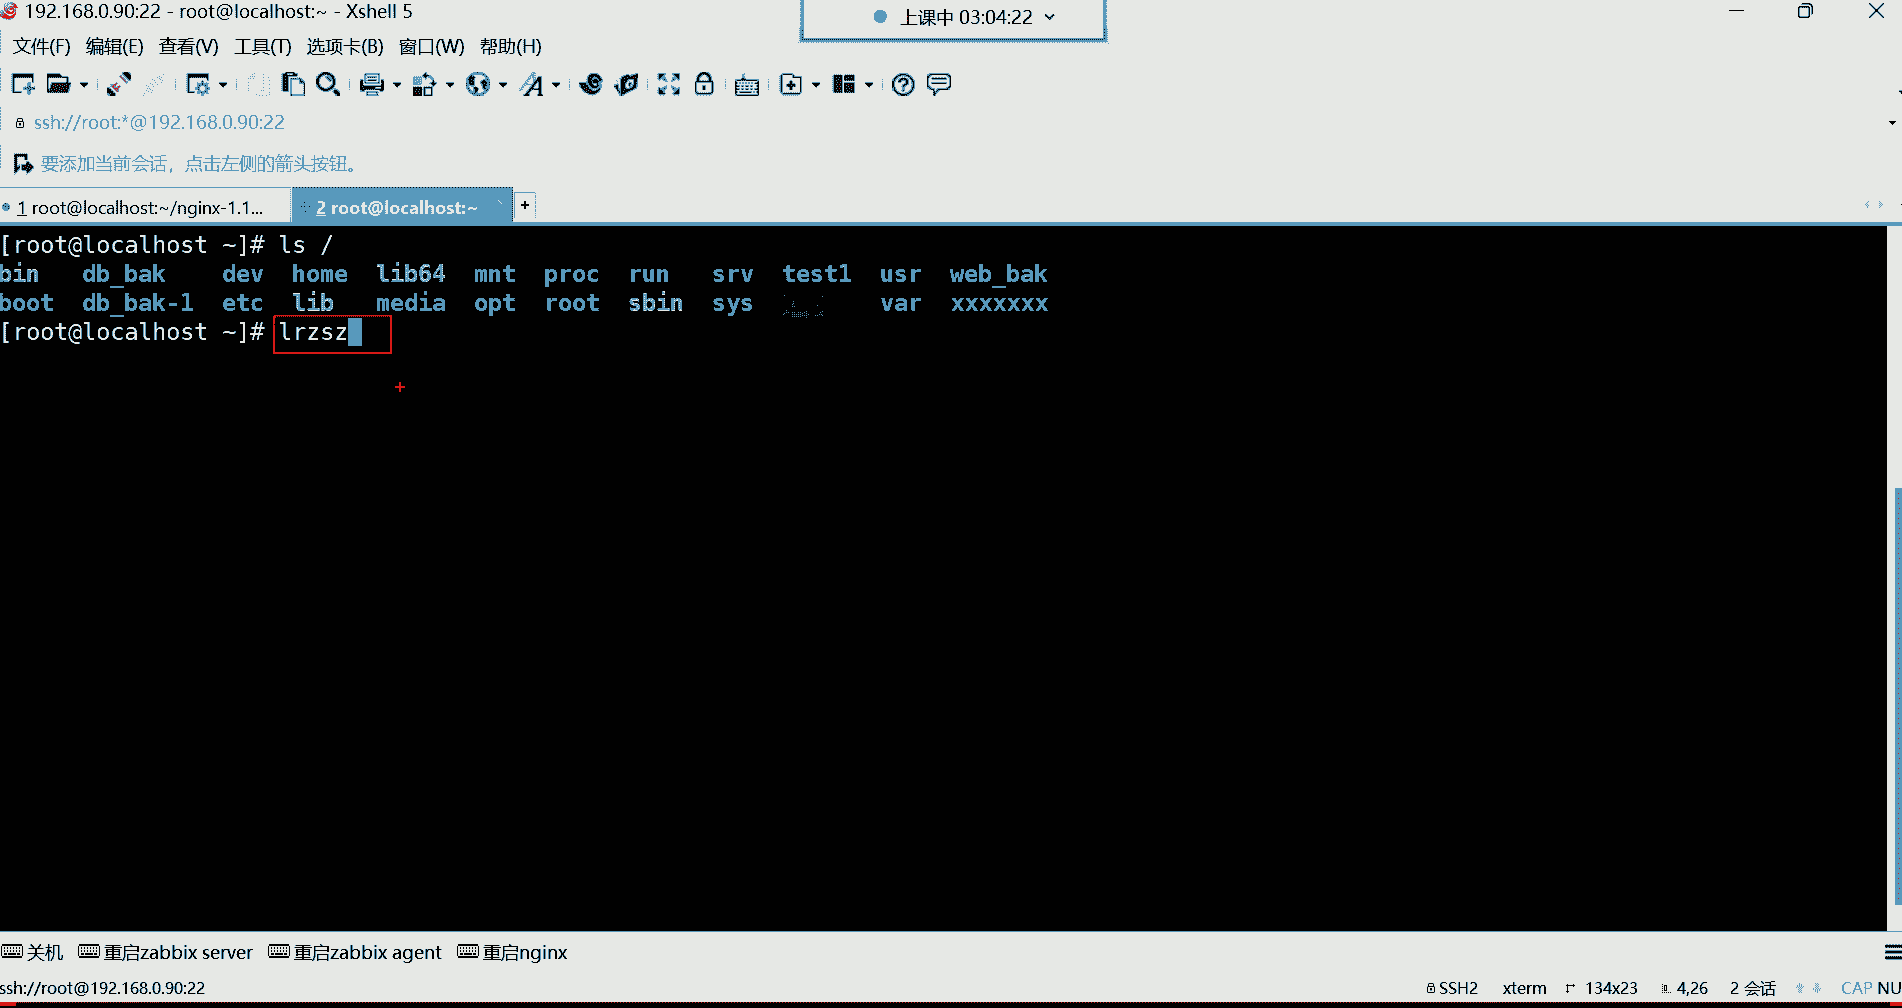 192.168.0.90:22 - root@localhost:~ - Xshell 5
上课中 03:04:22
文件(F) 编辑(E) 查看(V) 工具(T) 选项卡(B) 窗口(W) 帮助(H)
ssh://root:*@192.168.0.90:22
要添加当前会话，点击左侧的箭头按钮。
1 root@localhost:~/nginx-1.1... 2 root@localhost:~ +
[root@localhost ~]# ls /
bin db_bak dev home lib64 mnt proc run srv test1 usr web_bak
boot db_bak-1 etc lib media opt root sbin sys var xxxxxxx
[root@localhost ~]# lrzsz
关机 重启zabbix server 重启zabbix agent 重启nginx
ssh://root@192.168.0.90:22 SSH2 xterm 134x23 4,26 2 会话 CAP NU